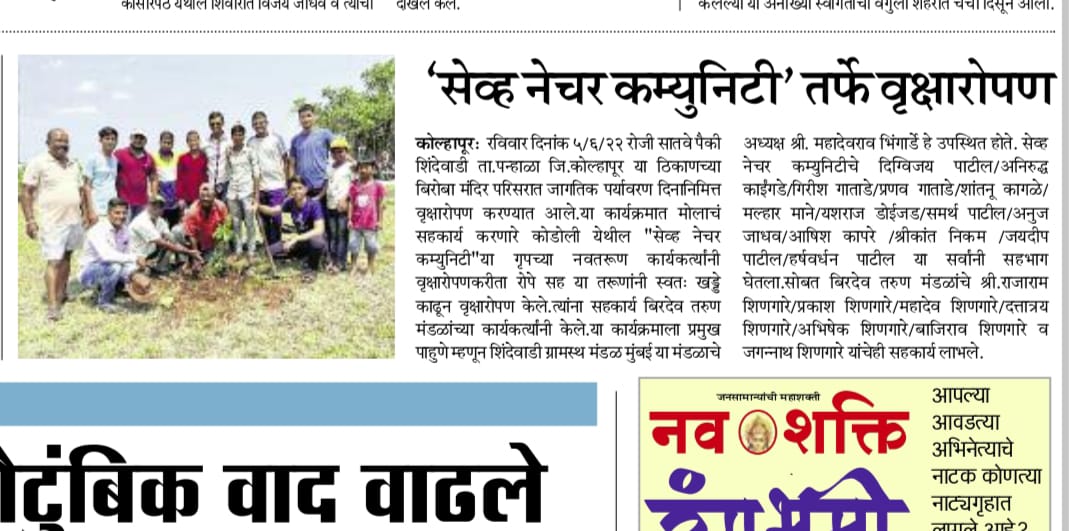 कासारपठ येथील शिवारात विजय जाधव व त्यांची
दाखल केले.
केलेल्या या अनोख्या स्वागताची वेंगुर्ला शहरात चर्चा दिसून आली.
‘सेव्ह नेचर कम्युनिटी’ तर्फे वृक्षारोपण
कोल्हापूर: रविवार दिनांक ५/६/२२ रोजी सातवे पैकी
शिंदेवाडी ता.पन्हाळा जि.कोल्हापूर या ठिकाणच्या
बिरोबा मंदिर परिसरात जागतिक पर्यावरण दिनानिमित्त
वृक्षारोपण करण्यात आले.या कार्यक्रमात मोलाचं
सहकार्य करणारे कोडोली येथील "सेव्ह नेचर
कम्युनिटी"या गृपच्या नवतरूण कार्यकर्त्यांनी
वृक्षारोपणकरीता रोपे सह या तरूणांनी स्वतः खड्डे
काढून वृक्षारोपण केले.त्यांना सहकार्य बिरदेव तरुण
मंडळांच्या कार्यकर्त्यांनी केले.या कार्यक्रमाला प्रमुख
पाहुणे म्हणून शिंदेवाडी ग्रामस्थ मंडळ मुंबई या मंडळाचे
अध्यक्ष श्री. महादेवराव भिंगार्डे हे उपस्थित होते. सेव्ह
नेचर कम्युनिटीचे दिग्विजय पाटील/अनिरुद्ध
काईंगडे/गिरीश गाताडे/प्रणव गाताडे/शांतनू कागळे/
मल्हार माने/यशराज डोईजड/समर्थ पाटील/अनुज
जाधव/आषिश कापरे /श्रीकांत निकम /जयदीप
पाटील/हर्षवर्धन पाटील या सर्वांनी सहभाग
घेतला.सोबत बिरदेव तरुण मंडळांचे श्री.राजाराम
शिणगारे/प्रकाश शिणगारे/महादेव शिणगारे/दत्तात्रय
शिणगारे/अभिषेक शिणगारे/बाजिराव शिणगारे व
जगन्नाथ शिणगारे यांचेही सहकार्य लाभले.
कौटुंबिक वाद वाढले
जनसामान्यांची महाशक्ती
नव शक्ति
रंगभूमी
आपल्या
आवडत्या
अभिनेत्याचे
नाटक कोणत्या
नाट्यगृहात
लागले आहे?